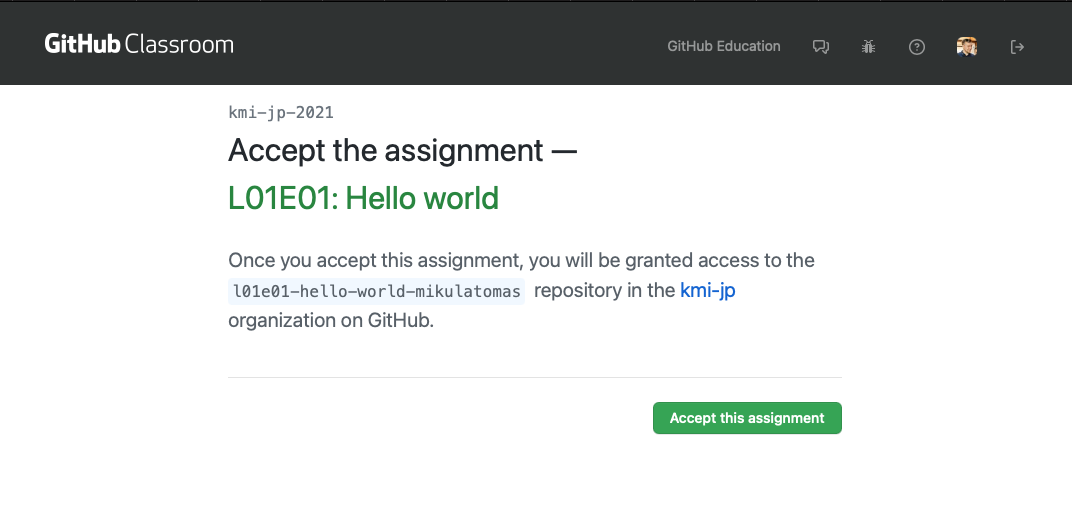 GitHub Classroom
GitHub Education
kmi-jp-2021
Accept the assignment —
L01E01: Hello world
Once you accept this assignment, you will be granted access to the
l01e01-hello-world-mikulatomas repository in the kmi-jp
organization on GitHub.
Accept this assignment